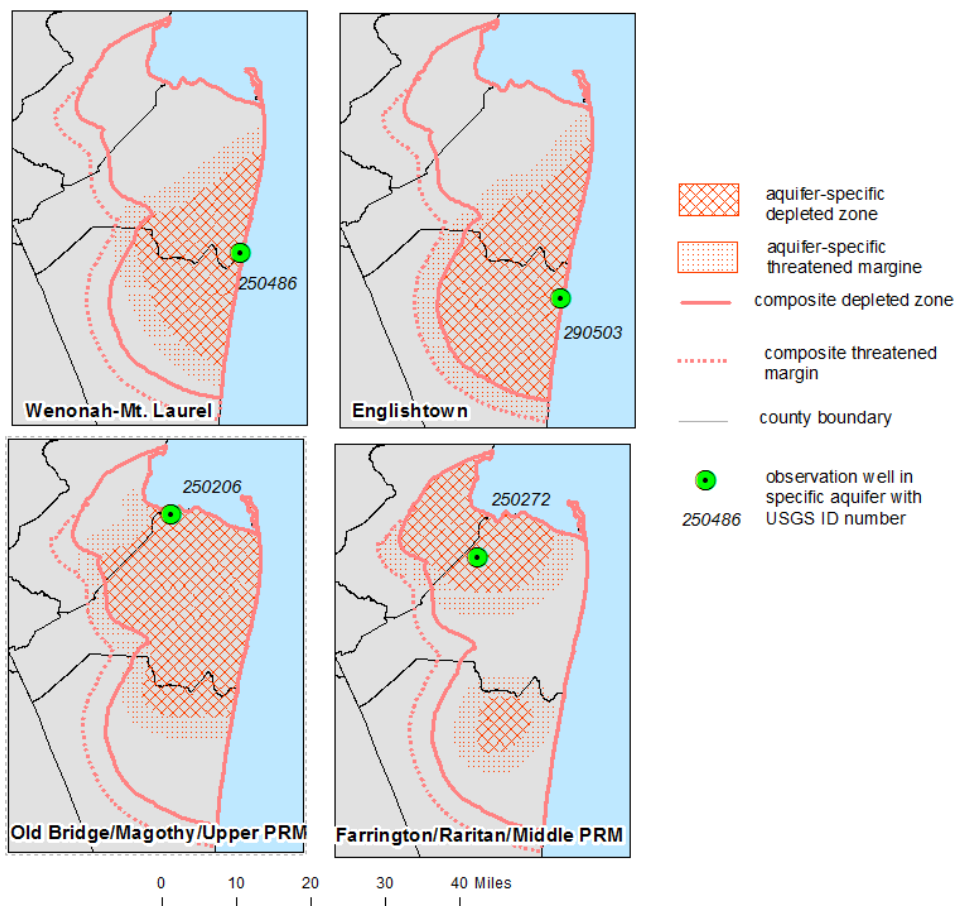 250486
Wenonah-Mt. Laurel
290503
Englishtown
250206
Old Bridge/Magothy/Upper PRM
250272
Farrington/Raritan/Middle PRM
aquifer-specific
depleted zone
aquifer-specific
threatened margine
composite depleted zone
composite threatened
margin
county boundary
observation well in
specific aquifer with
250486 USGS ID number
0 10 20 30 40 Miles